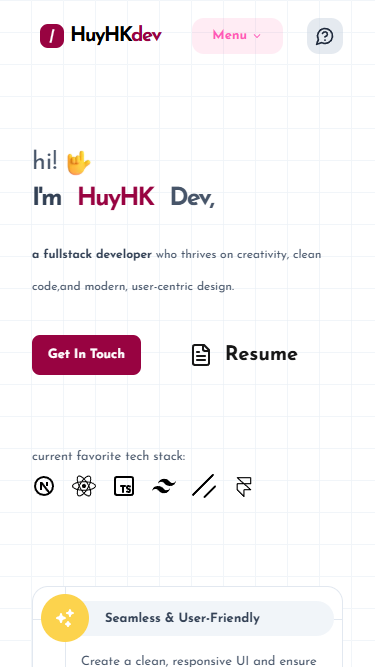 / HuyHKdev
Menu
hi!
I'm HuyHK Dev,
a fullstack developer who thrives on creativity, clean
code,and modern, user-centric design.
Get In Touch
Resume
current favorite tech stack:
N
TS
Seamless & User-Friendly
Create a clean, responsive UI and ensure